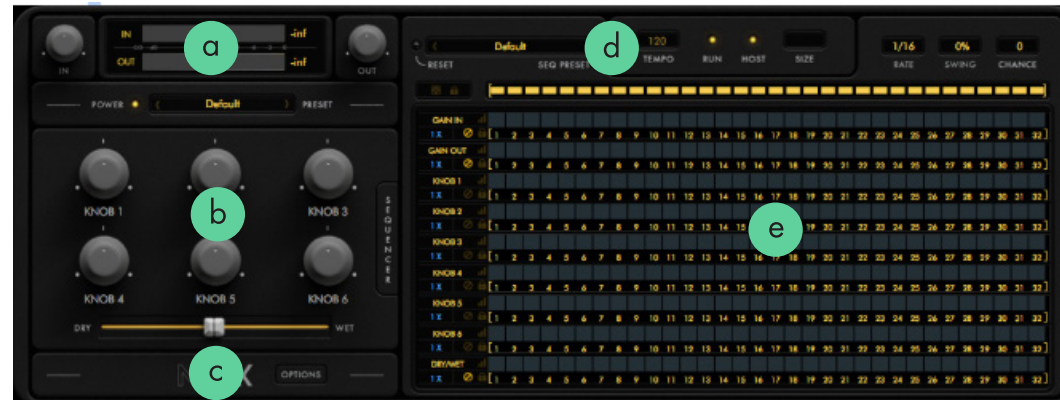 IN -inf
a
OUT -inf
IN OUT
POWER ( Default ) PRESET
KNOB 1 b KNOB 3
KNOB 4 KNOB 5 KNOB 6
SEQUENCER
DRY WET
c
OPTIONS
( Default d 120 1/16 0% 0
RESET SEQ PRESET TEMPO RUN HOST SIZE RATE SWING CHANCE
GAIN IN
1X [1 2 3 4 5 6 7 8 9 10 11 12 13 14 15 16 17 18 19 20 21 22 23 24 25 26 27 28 29 30 31 32]
GAIN OUT
1X [1 2 3 4 5 6 7 8 9 10 11 12 13 14 15 16 17 18 19 20 21 22 23 24 25 26 27 28 29 30 31 32]
KNOB 1
1X [1 2 3 4 5 6 7 8 9 10 11 12 13 14 15 16 17 18 19 20 21 22 23 24 25 26 27 28 29 30 31 32]
KNOB 2
1X [1 2 3 4 5 6 7 8 9 10 11 12 13 14 15 e 19 20 21 22 23 24 25 26 27 28 29 30 31 32]
KNOB 3
1X [1 2 3 4 5 6 7 8 9 10 11 12 13 14 15 16 17 18 19 20 21 22 23 24 25 26 27 28 29 30 31 32]
KNOB 4
1X [1 2 3 4 5 6 7 8 9 10 11 12 13 14 15 16 17 18 19 20 21 22 23 24 25 26 27 28 29 30 31 32]
KNOB 5
1X [1 2 3 4 5 6 7 8 9 10 11 12 13 14 15 16 17 18 19 20 21 22 23 24 25 26 27 28 29 30 31 32]
KNOB 6
1X [1 2 3 4 5 6 7 8 9 10 11 12 13 14 15 16 17 18 19 20 21 22 23 24 25 26 27 28 29 30 31 32]
DRY/WET
1X [1 2 3 4 5 6 7 8 9 10 11 12 13 14 15 16 17 18 19 20 21 22 23 24 25 26 27 28 29 30 31 32]